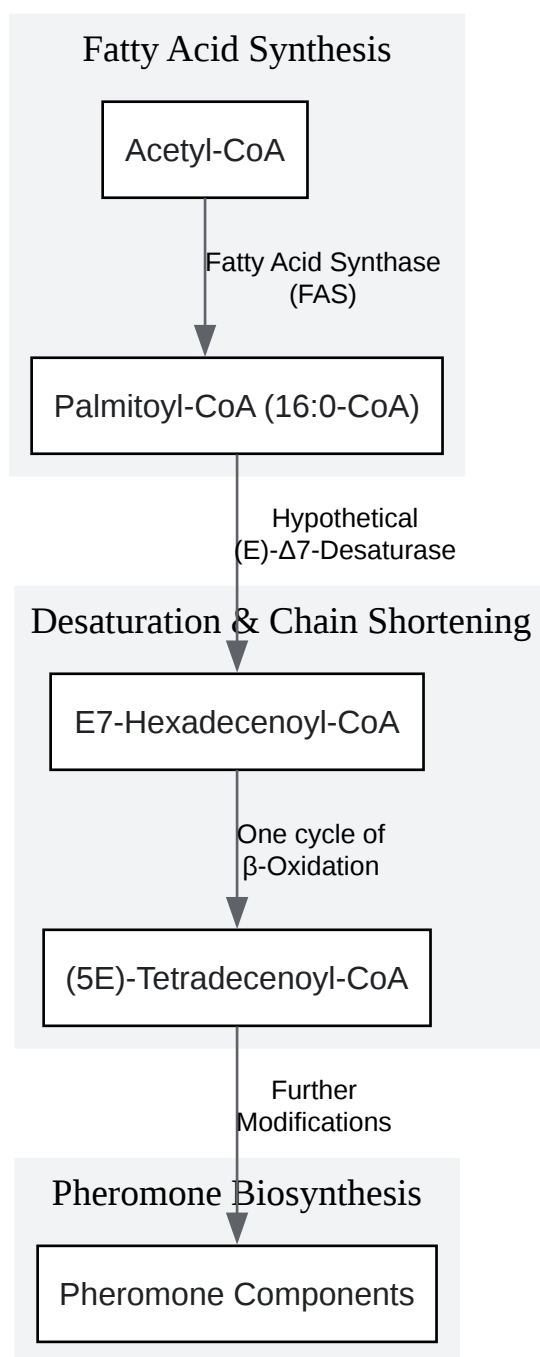 Fatty Acid Synthesis
Acetyl-CoA
Fatty Acid Synthase
(FAS)
Palmitoyl-CoA (16:0-CoA)
Hypothetical
(E)-Δ7-Desaturase
Desaturation & Chain Shortening
E7-Hexadecenoyl-CoA
One cycle of
β-Oxidation
(5E)-Tetradecenoyl-CoA
Further
Modifications
Pheromone Biosynthesis
Pheromone Components